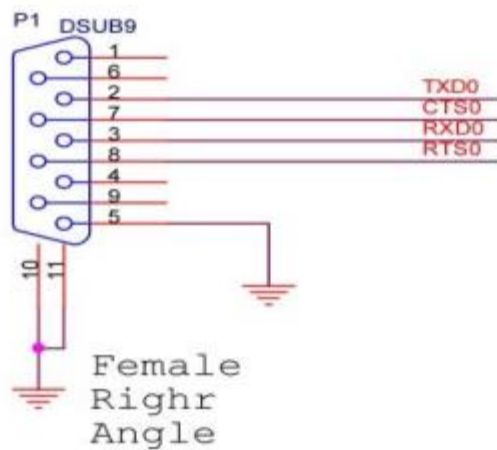 P1 DSUB9
1
6
2 TXD0
7 CTS0
3 RXD0
8 RTS0
4
9
5
10 11
Female
Righr
Angle